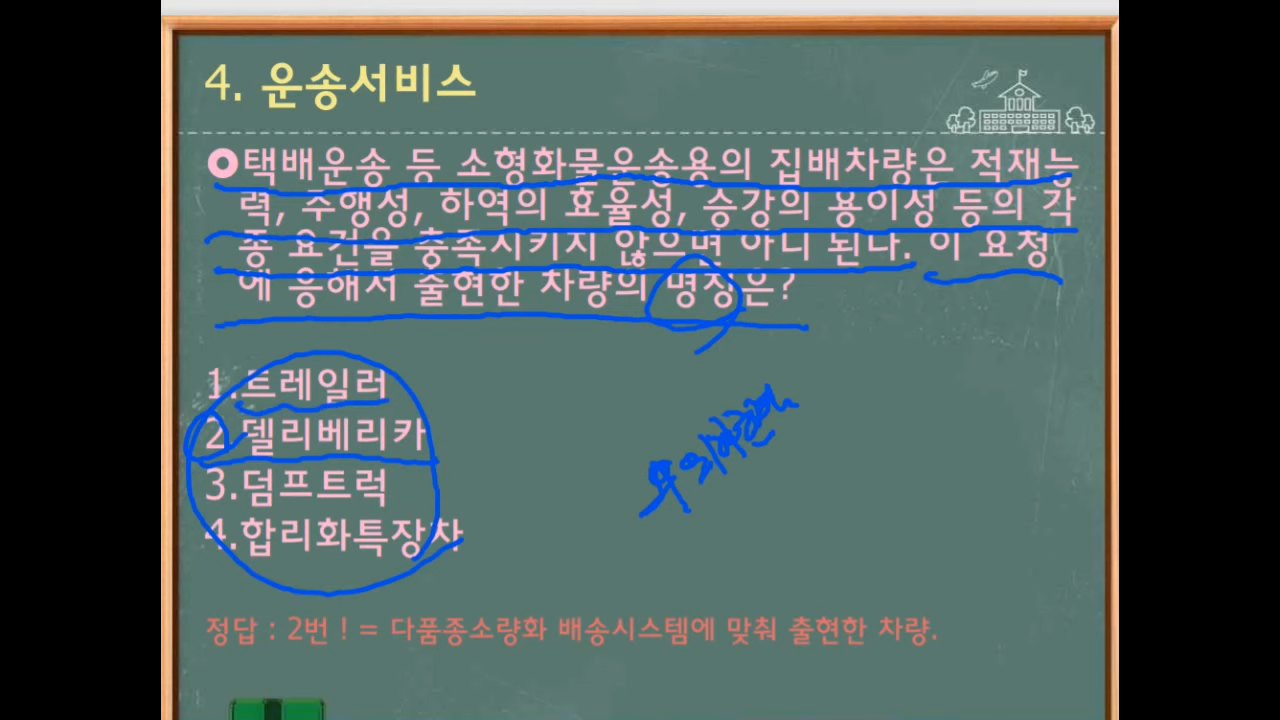 4. 운송서비스
택배운송 등 소형화물운송용의 집배차량은 적재능
력, 주행성, 하역의 효율성, 승강의 용이성 등의 각
종 요건을 충족시키지 않으면 아니 된다. 이 요청
에 응해서 출현한 차량의 명칭은?
1.트레일러
2.델리베리카
3.덤프트럭
4.합리화특장차
정답 : 2번 ! = 다품종소량화 배송시스템에 맞춰 출현한 차량.